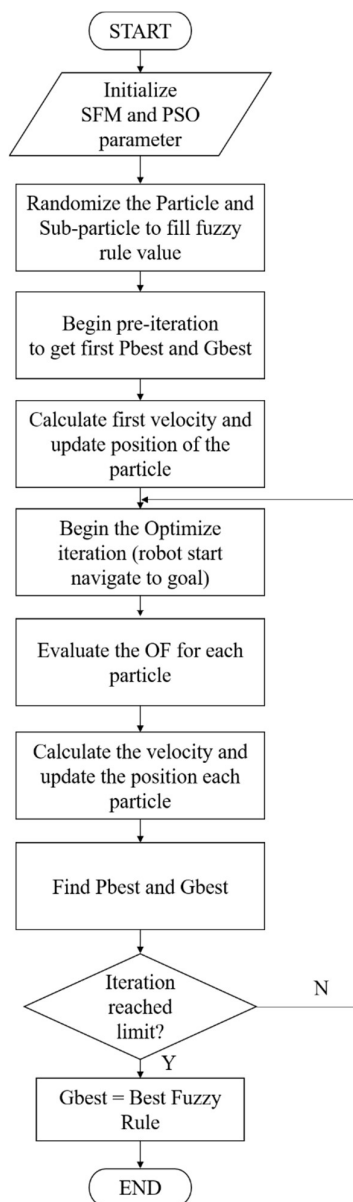 START
Initialize
SFM and PSO
parameter
Randomize the Particle and
Sub-particle to fill fuzzy
rule value
Begin pre-iteration
to get first Pbest and Gbest
Calculate first velocity and
update position of the
particle
Begin the Optimize
iteration (robot start
navigate to goal)
Evaluate the OF for each
particle
Calculate the velocity and
update the position each
particle
Find Pbest and Gbest
Iteration
reached
limit?
N
Y
Gbest = Best Fuzzy
Rule
END